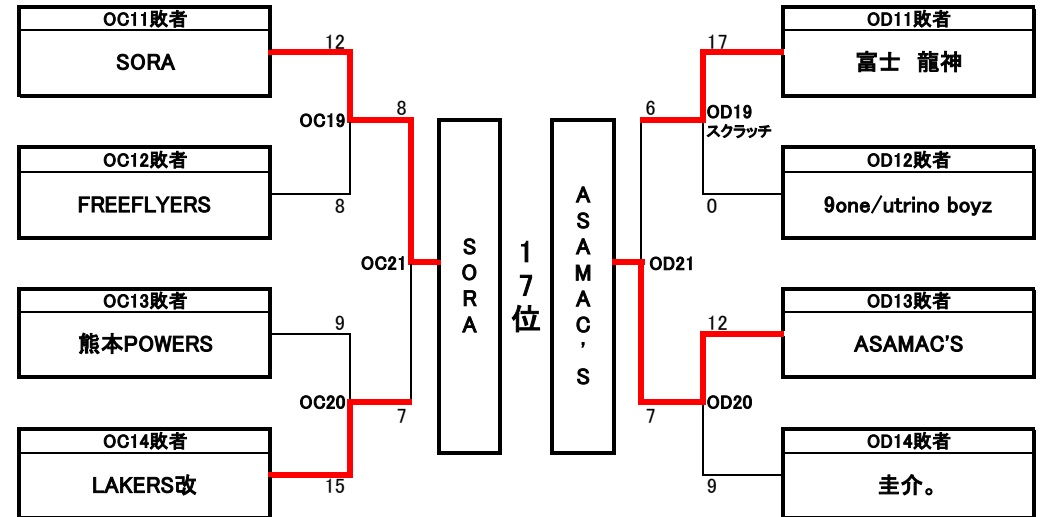 OC11敗者
SORA
12
OC19
8
OC12敗者
FREEFLYERS
8
OC13敗者
熊本POWERS
9
OC20
7
OC14敗者
LAKERS改
15
OC21
SORA
17位
ASAMAC'S
OD21
OD11敗者
富士　龍神
17
6
OD19
スクラッチ
OD12敗者
9one/utrino boyz
0
OD13敗者
ASAMAC'S
12
OD20
7
OD14敗者
圭介。
9